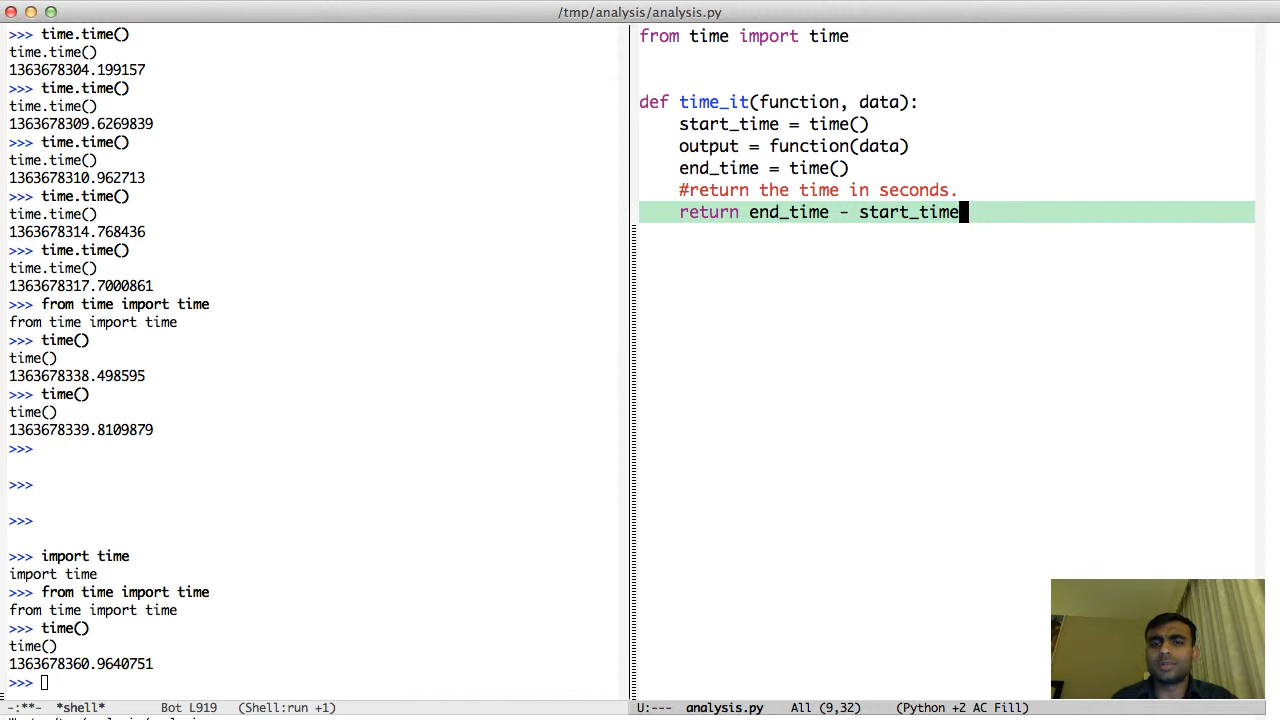 /tmp/analysis/analysis.py
>>> time.time()
time.time()
1363678304.199157
>>> time.time()
time.time()
1363678309.6269839
>>> time.time()
time.time()
1363678310.962713
>>> time.time()
time.time()
1363678314.768436
>>> time.time()
time.time()
1363678317.7000861
>>> from time import time
from time import time
>>> time()
time()
1363678338.498595
>>> time()
time()
1363678339.8109879
>>>
>>>
>>>
>>> import time
import time
>>> from time import time
from time import time
>>> time()
time()
1363678360.9640751
>>>
-:**- *shell* Bot L919 (Shell:run +1)
from time import time
def time_it(function, data):
start_time = time()
output = function(data)
end_time = time()
#return the time in seconds.
return end_time - start_time
U:--- analysis.py All (9,32) (Python +2 AC Fill)